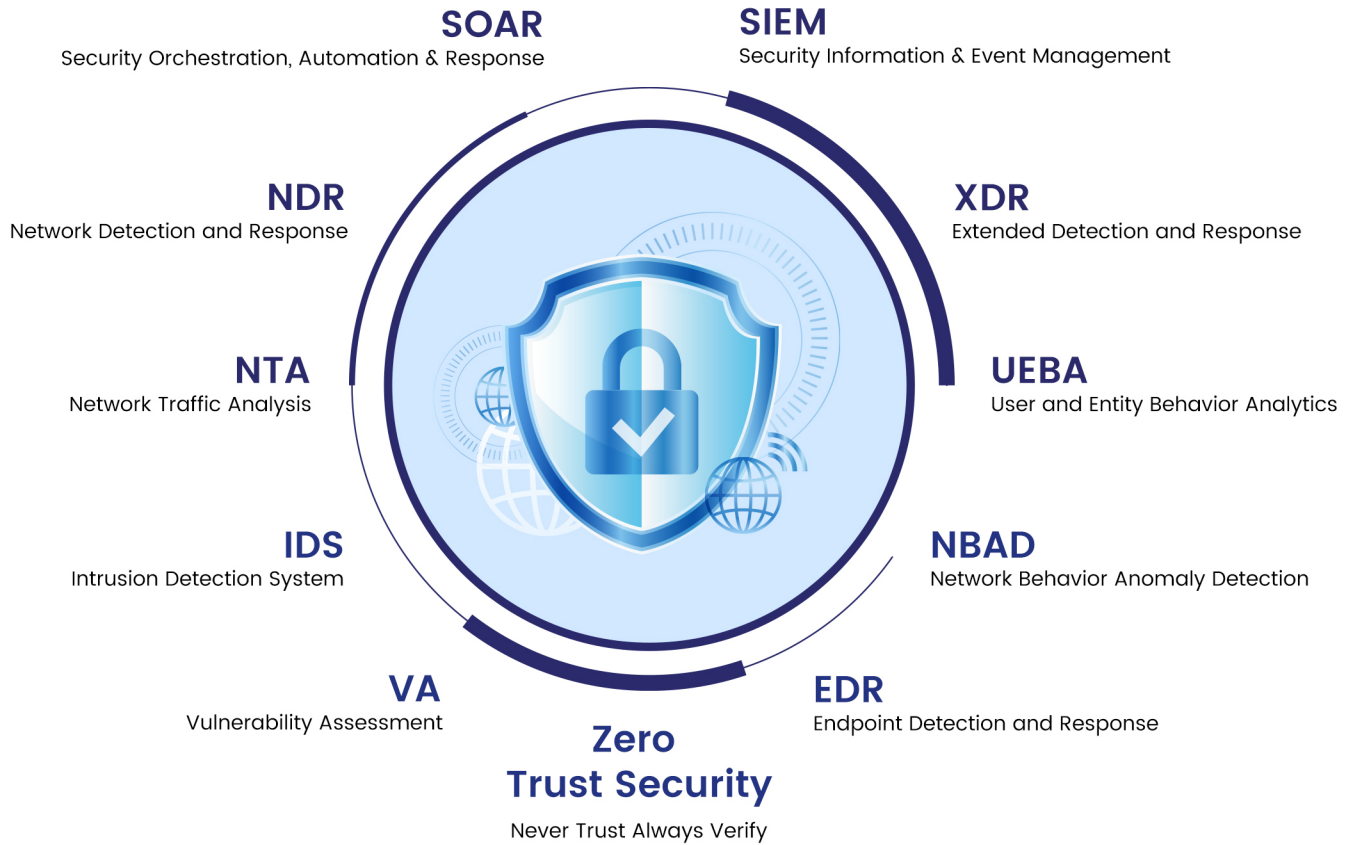 SOAR
Security Orchestration, Automation & Response
SIEM
Security Information & Event Management
NDR
Network Detection and Response
XDR
Extended Detection and Response
NTA
Network Traffic Analysis
UEBA
User and Entity Behavior Analytics
IDS
Intrusion Detection System
NBAD
Network Behavior Anomaly Detection
VA
Vulnerability Assessment
EDR
Endpoint Detection and Response
Zero
Trust Security
Never Trust Always Verify